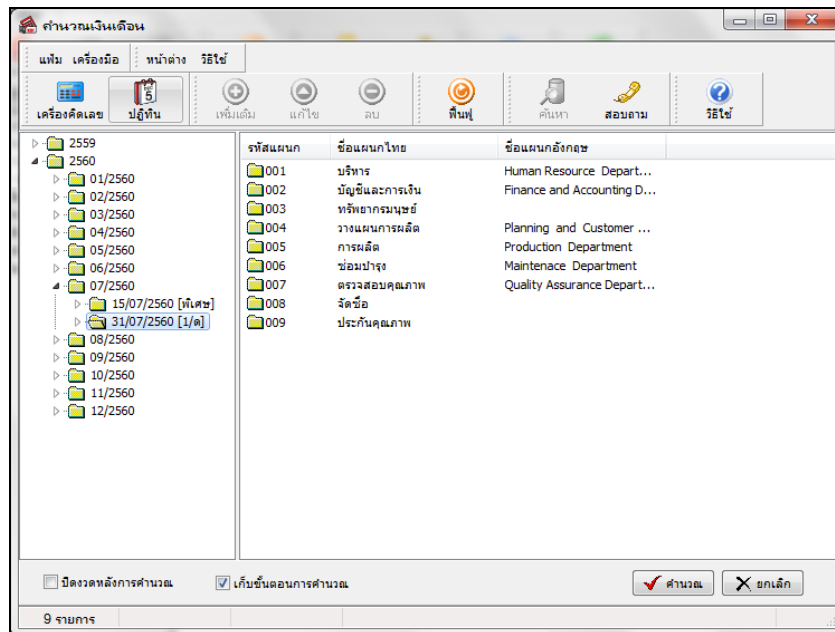 คำนวณเงินเดือน
แฟ้ม เครื่องมือ หน้าต่าง วิธีใช้
เครื่องคิดเลข ปฏิทิน เพิ่มเติม แก้ไข ลบ พื้นฟู ค้นหา สอบถาม วิธีใช้
2559
2560
01/2560
02/2560
03/2560
04/2560
05/2560
06/2560
07/2560
15/07/2560 [พิเศษ]
31/07/2560 [1/ด]
08/2560
09/2560
10/2560
11/2560
12/2560
รหัสแผนก ชื่อแผนกไทย ชื่อแผนกอังกฤษ
001 บริหาร Human Resource Depart...
002 บัญชีและการเงิน Finance and Accounting D...
003 ทรัพยากรมนุษย์
004 วางแผนการผลิต Planning and Customer ...
005 การผลิต Production Department
006 ซ่อมบำรุง Maintenace Department
007 ตรวจสอบคุณภาพ Quality Assurance Depart...
008 จัดซื้อ
009 ประกันคุณภาพ
ปิดงวดหลังการคำนวณ เก็บขั้นตอนการคำนวณ คำนวณ ยกเลิก
9 รายการ